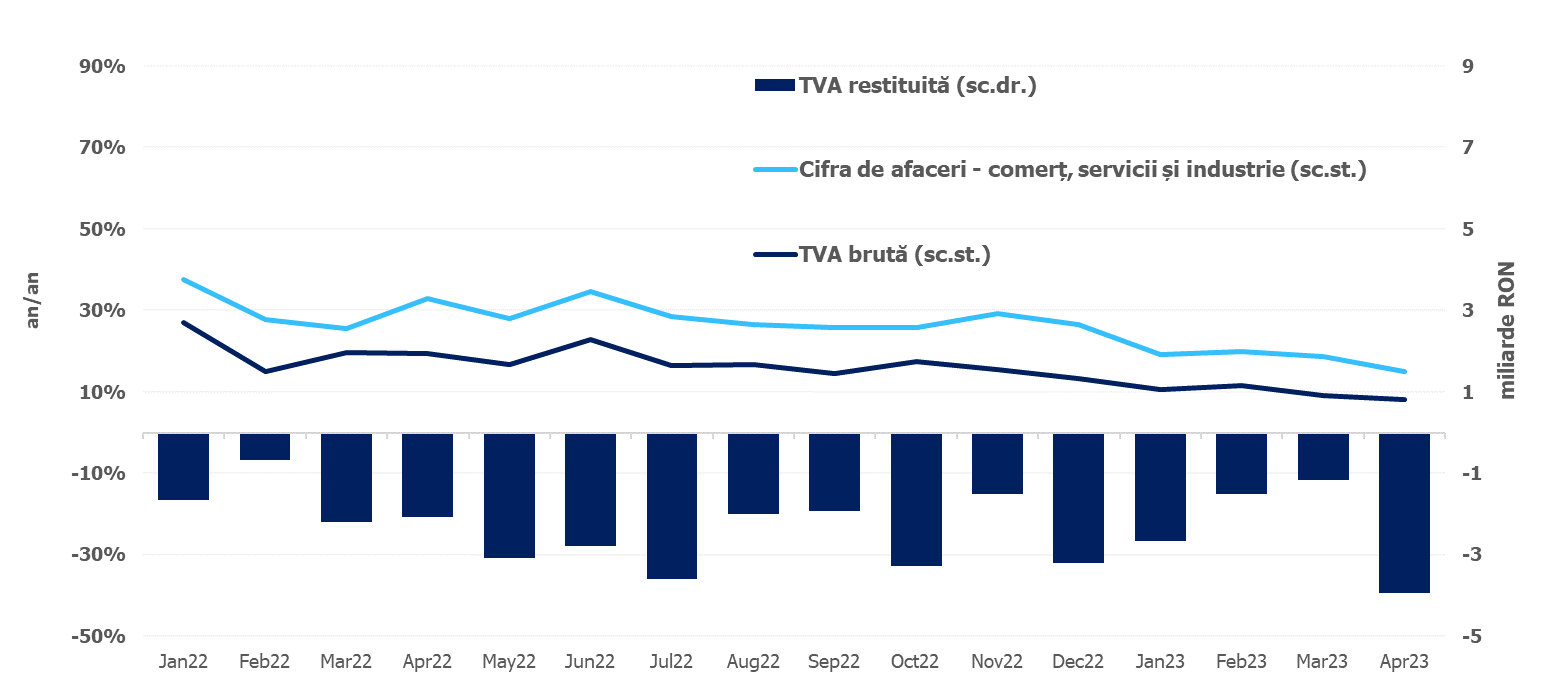 90%
9
TVA restituită (sc.dr.)
70%
7
Cifra de afaceri - comerț, servicii și industrie (sc.st.)
50%
5
TVA brută (sc.st.)
an/an
30%
3
miliarde RON
10%
1
-10%
-1
-30%
-3
-50%
-5
Jan22 Feb22 Mar22 Apr22 May22 Jun22 Jul22 Aug22 Sep22 Oct22 Nov22 Dec22 Jan23 Feb23 Mar23 Apr23